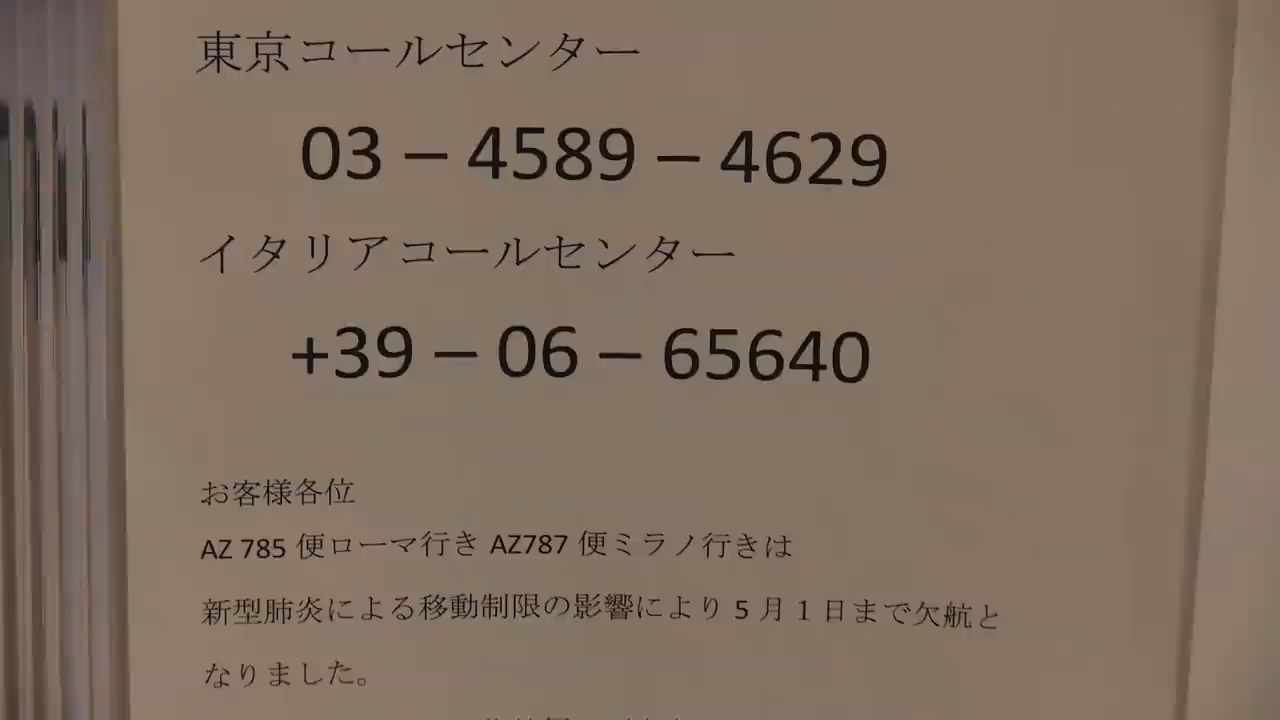 東京コールセンター
03－4589－4629
イタリアコールセンター
+39－06－65640
お客様各位
AZ 785 便ローマ行き AZ787 便ミラノ行きは
新型肺炎による移動制限の影響により 5 月 1 日まで欠航と
なりました。